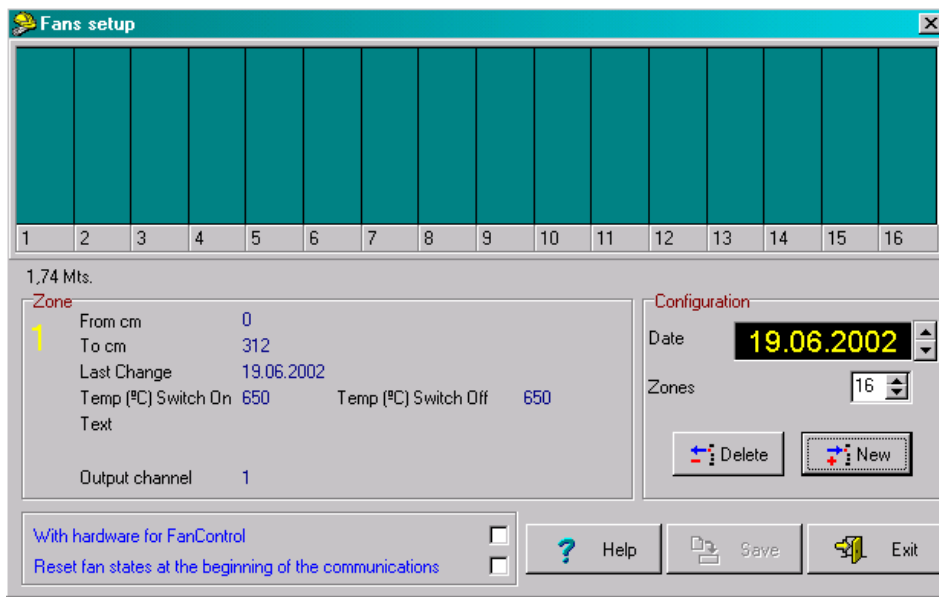 Fans setup
1 2 3 4 5 6 7 8 9 10 11 12 13 14 15 16
1,74 Mts.
Zone
1
From cm 0
To cm 312
Last Change 19.06.2002
Temp (ºC) Switch On 650 Temp (ºC) Switch Off 650
Text
Output channel 1
Configuration
Date 19.06.2002
Zones 16
Delete New
With hardware for FanControl
Reset fan states at the beginning of the communications
? Help Save Exit